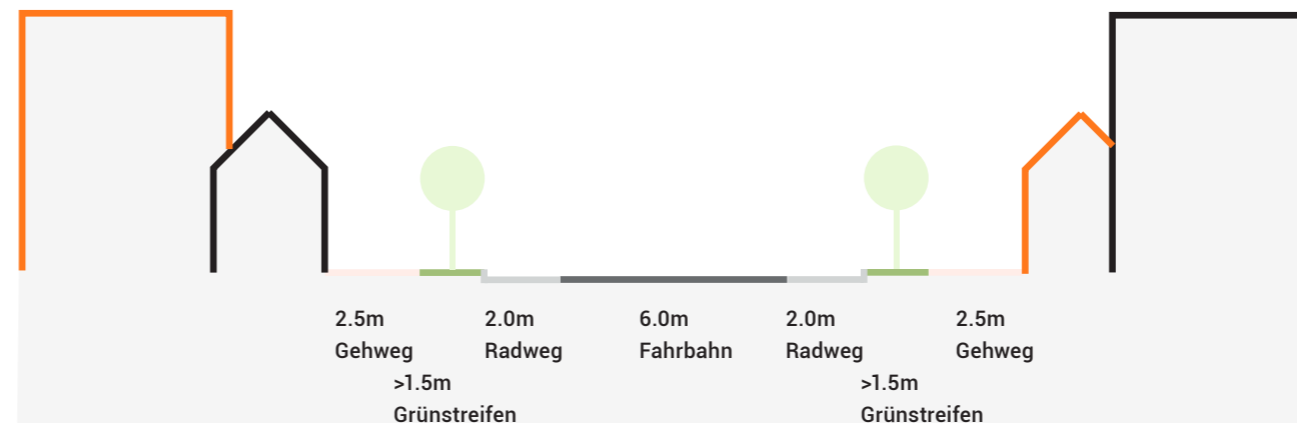 2.5m
Gehweg
>1.5m
Grünstreifen
2.0m
Radweg
6.0m
Fahrbahn
2.0m
Radweg
>1.5m
Grünstreifen
2.5m
Gehweg